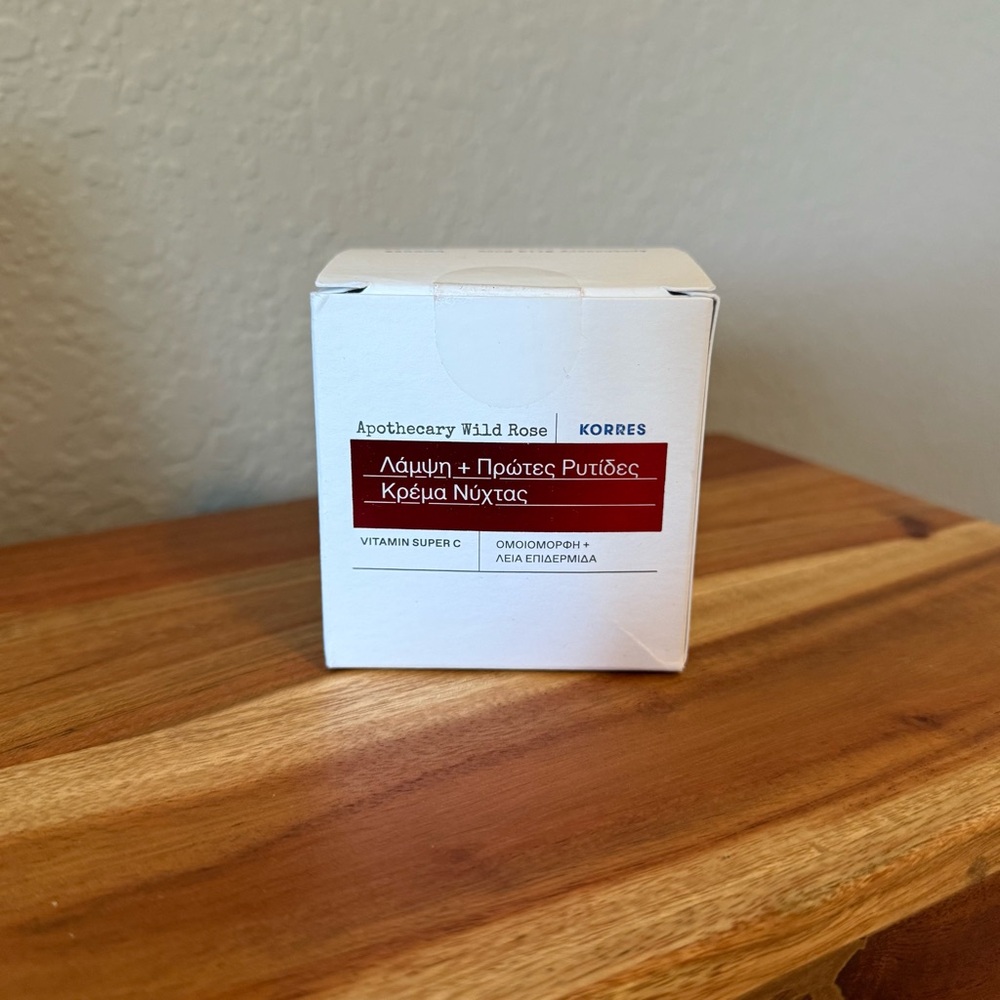 Apothecary Wild Rose
KORRES
Λάμψη + Πρώτες Ρυτίδες
Κρέμα Νύχτας
VITAMIN SUPER C
ΟΜΟΙΟΜΟΡΦΗ +
ΛΕΙΑ ΕΠΙΔΕΡΜΙΔΑ